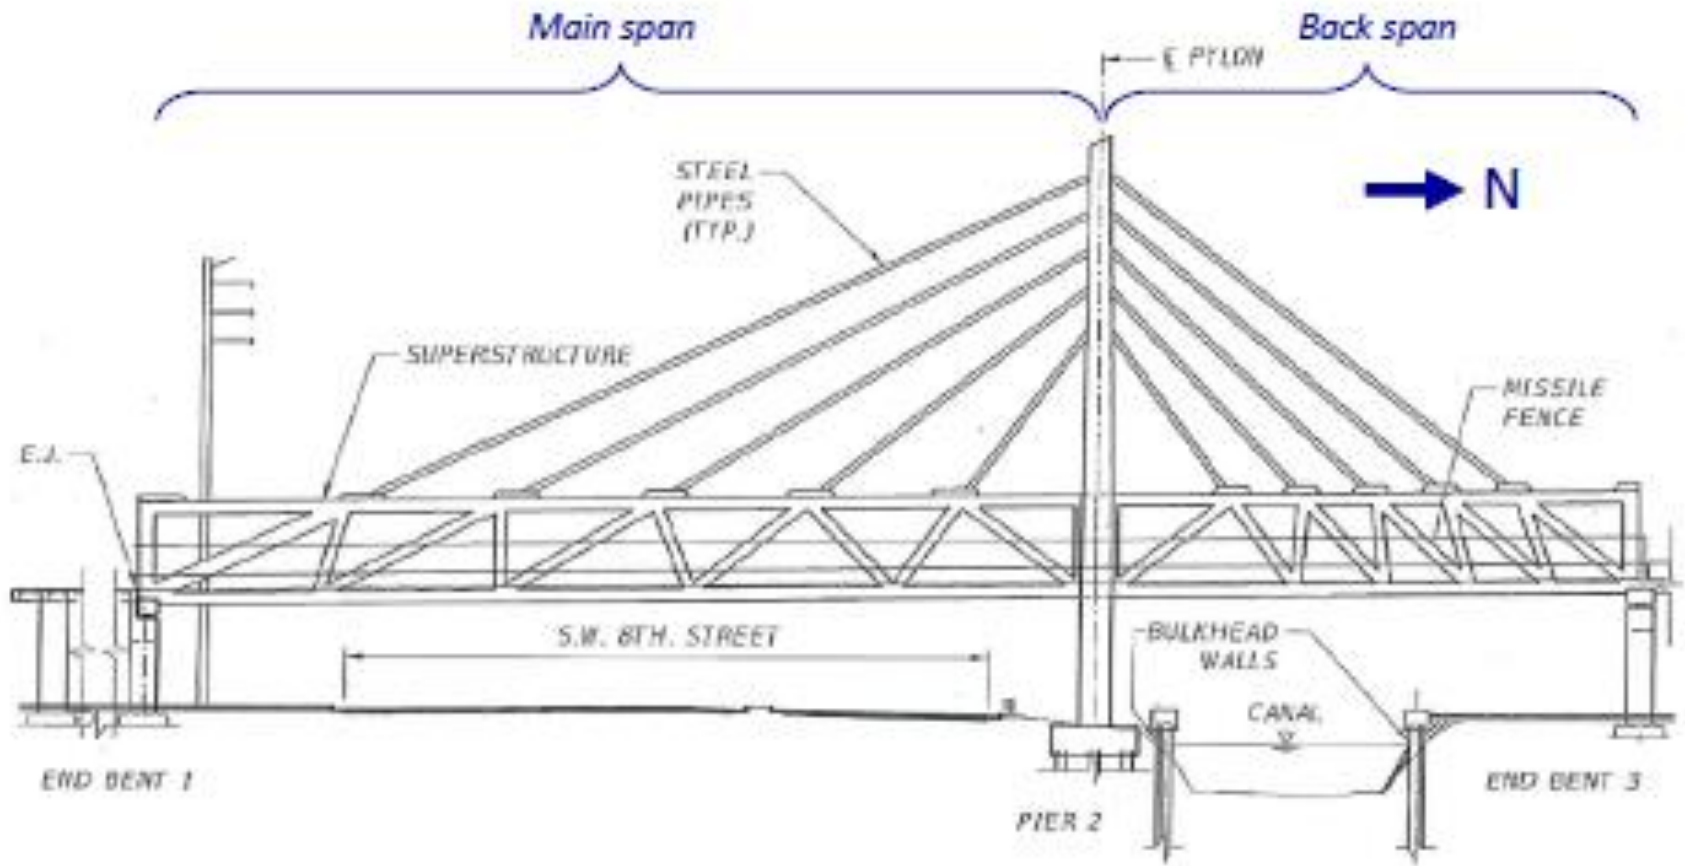 Main span
Back span
℄ PYLON
STEEL
PIPES
(TYP.)
N
SUPERSTRUCTURE
MISSILE
FENCE
E.J.
S.W. 8TH. STREET
BULKHEAD
WALLS
CANAL
END BENT 1
END BENT 3
PIER 2